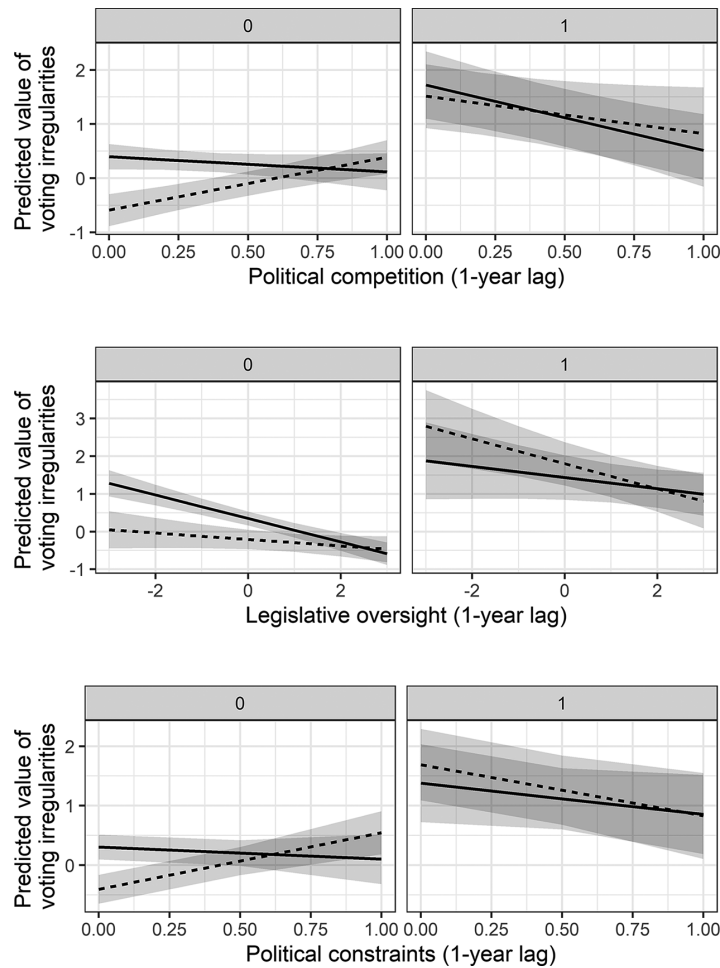 0 1
Predicted value of
voting irregularities
2
1
0
-1
0.00 0.25 0.50 0.75 1.00 0.00 0.25 0.50 0.75 1.00
Political competition (1-year lag)
0 1
Predicted value of
voting irregularities
3
2
1
0
-1
-2 0 2 -2 0 2
Legislative oversight (1-year lag)
0 1
Predicted value of
voting irregularities
2
1
0
0.00 0.25 0.50 0.75 1.00 0.00 0.25 0.50 0.75 1.00
Political constraints (1-year lag)